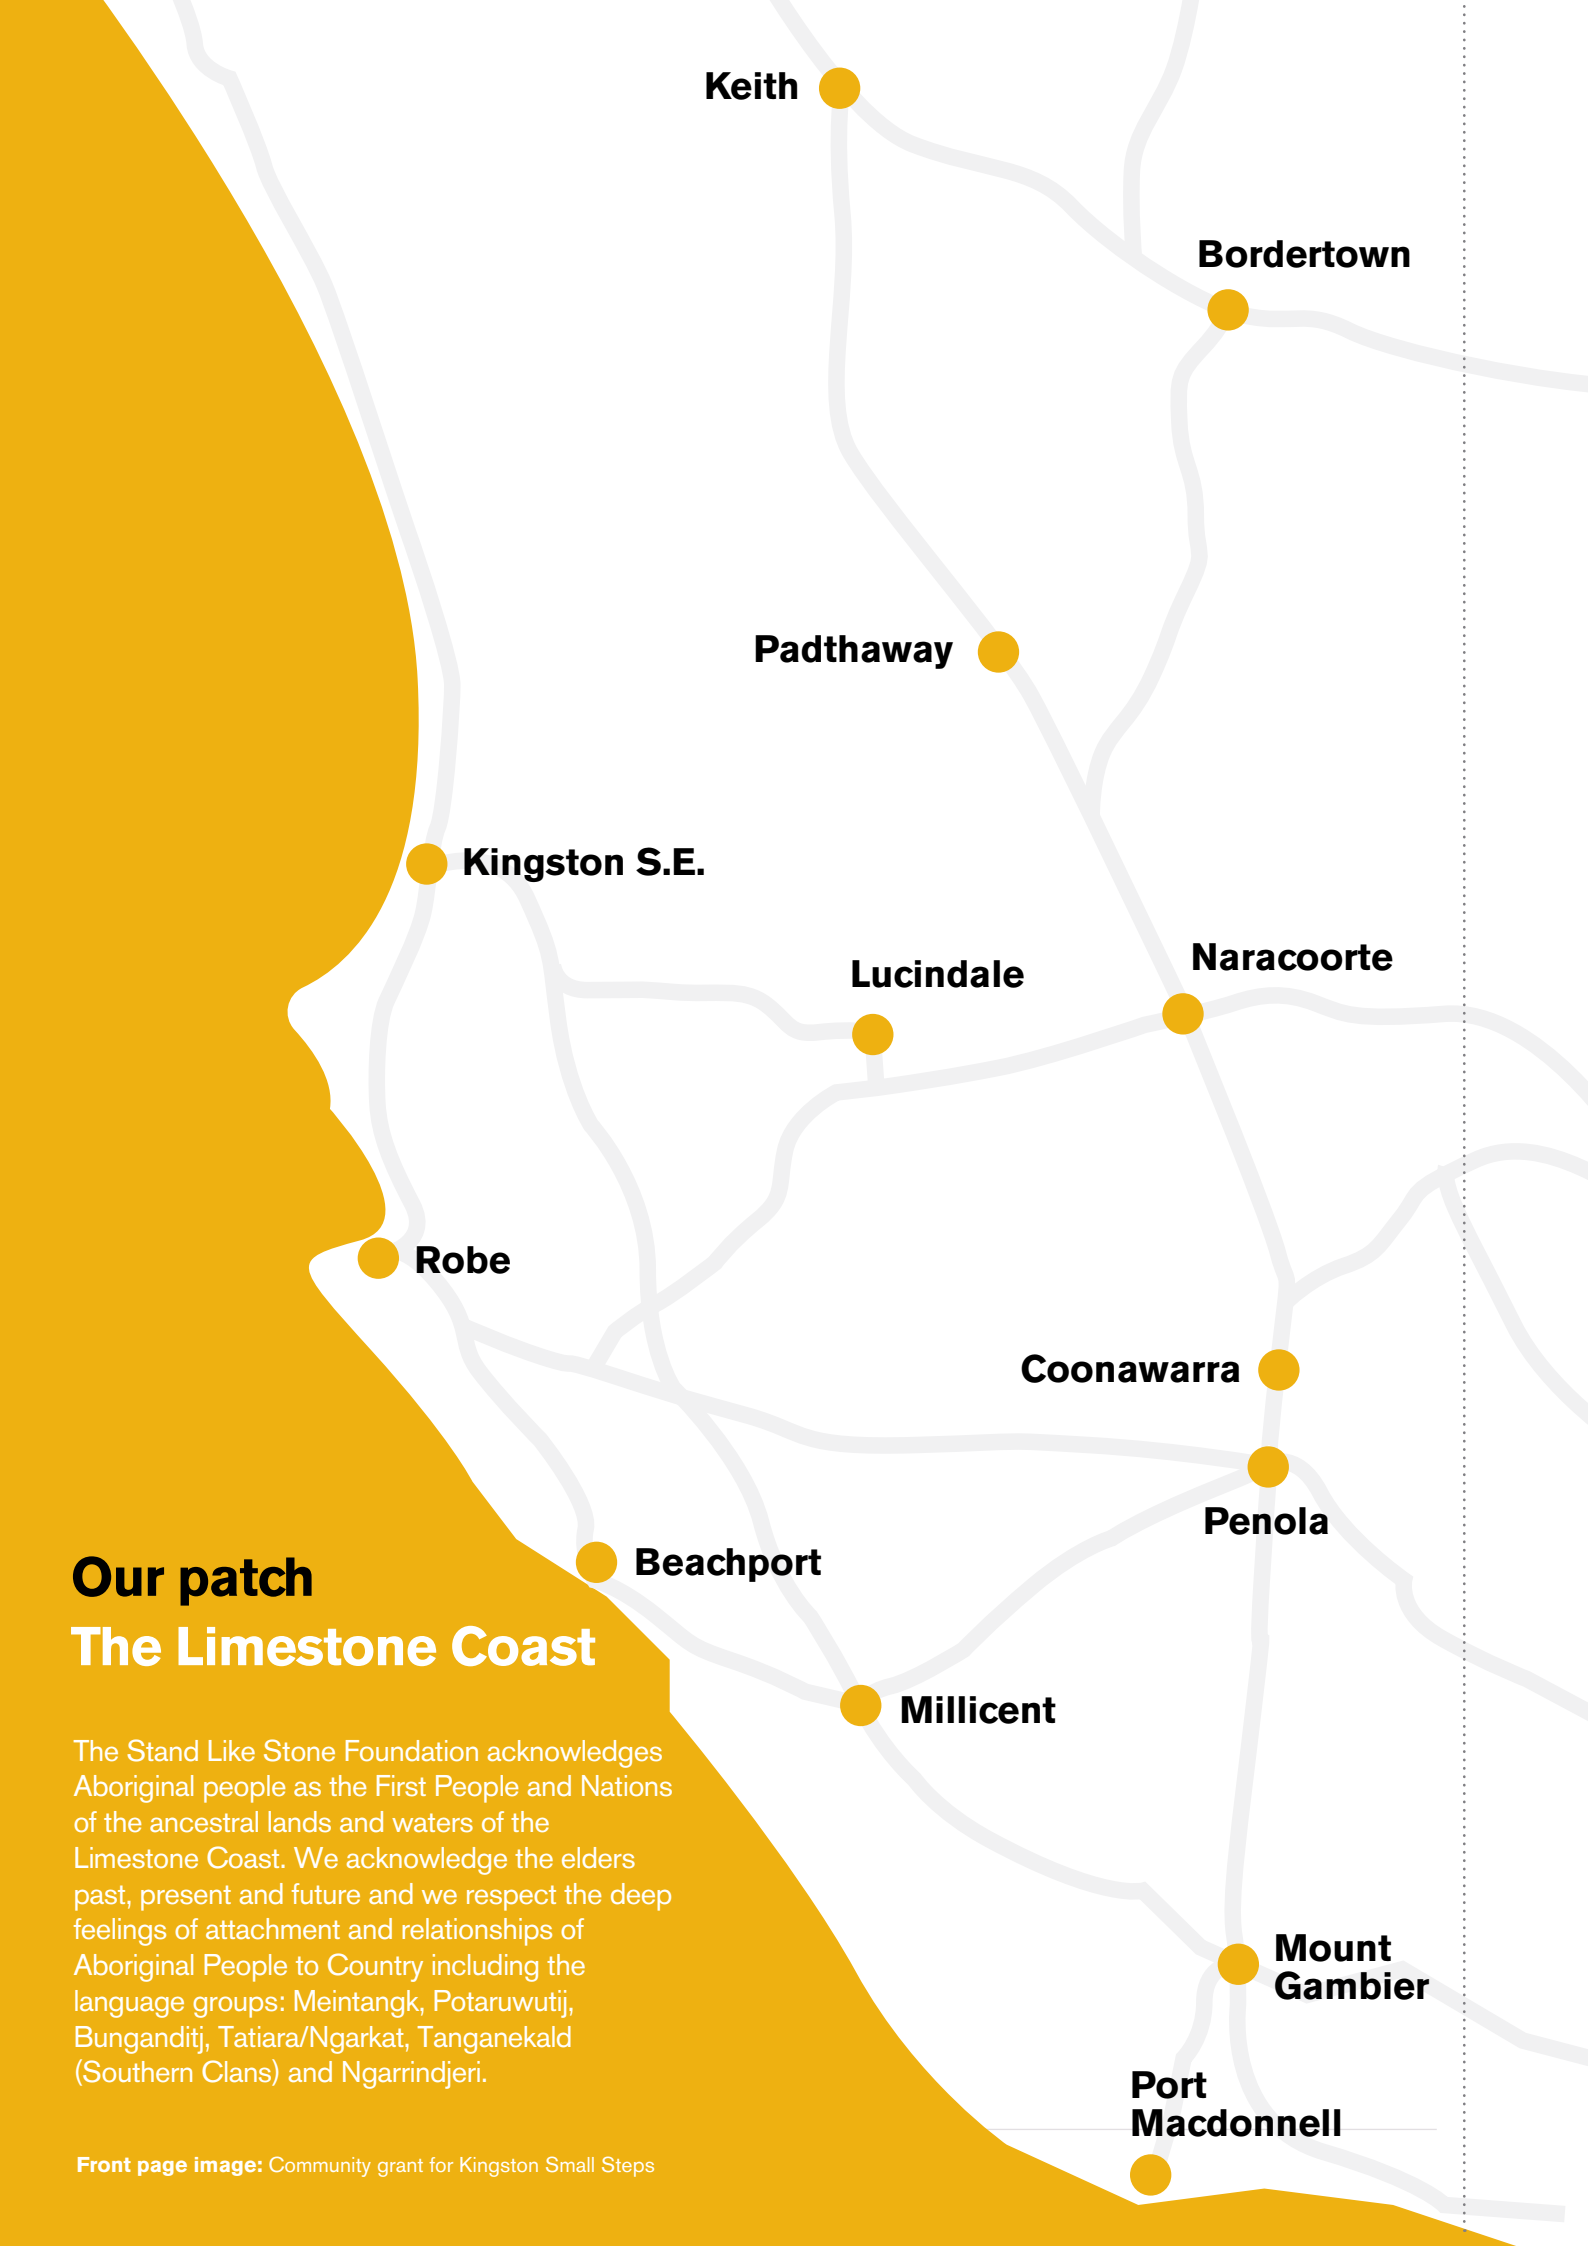 Keith
Bordertown
Padthaway
Kingston S.E.
Naracoorte
Lucindale
Robe
Coonawarra
Penola
Beachport
Millicent
Mount
Gambier
Port
Macdonnell
Our patch
The Limestone Coast
The Stand Like Stone Foundation acknowledges
Aboriginal people as the First People and Nations
of the ancestral lands and waters of the
Limestone Coast. We acknowledge the elders
past, present and future and we respect the deep
feelings of attachment and relationships of
Aboriginal People to Country including the
language groups: Meintangk, Potaruwutij,
Bunganditj, Tatiara/Ngarkat, Tanganekald
(Southern Clans) and Ngarrindjeri.
Front page image: Community grant for Kingston Small Steps